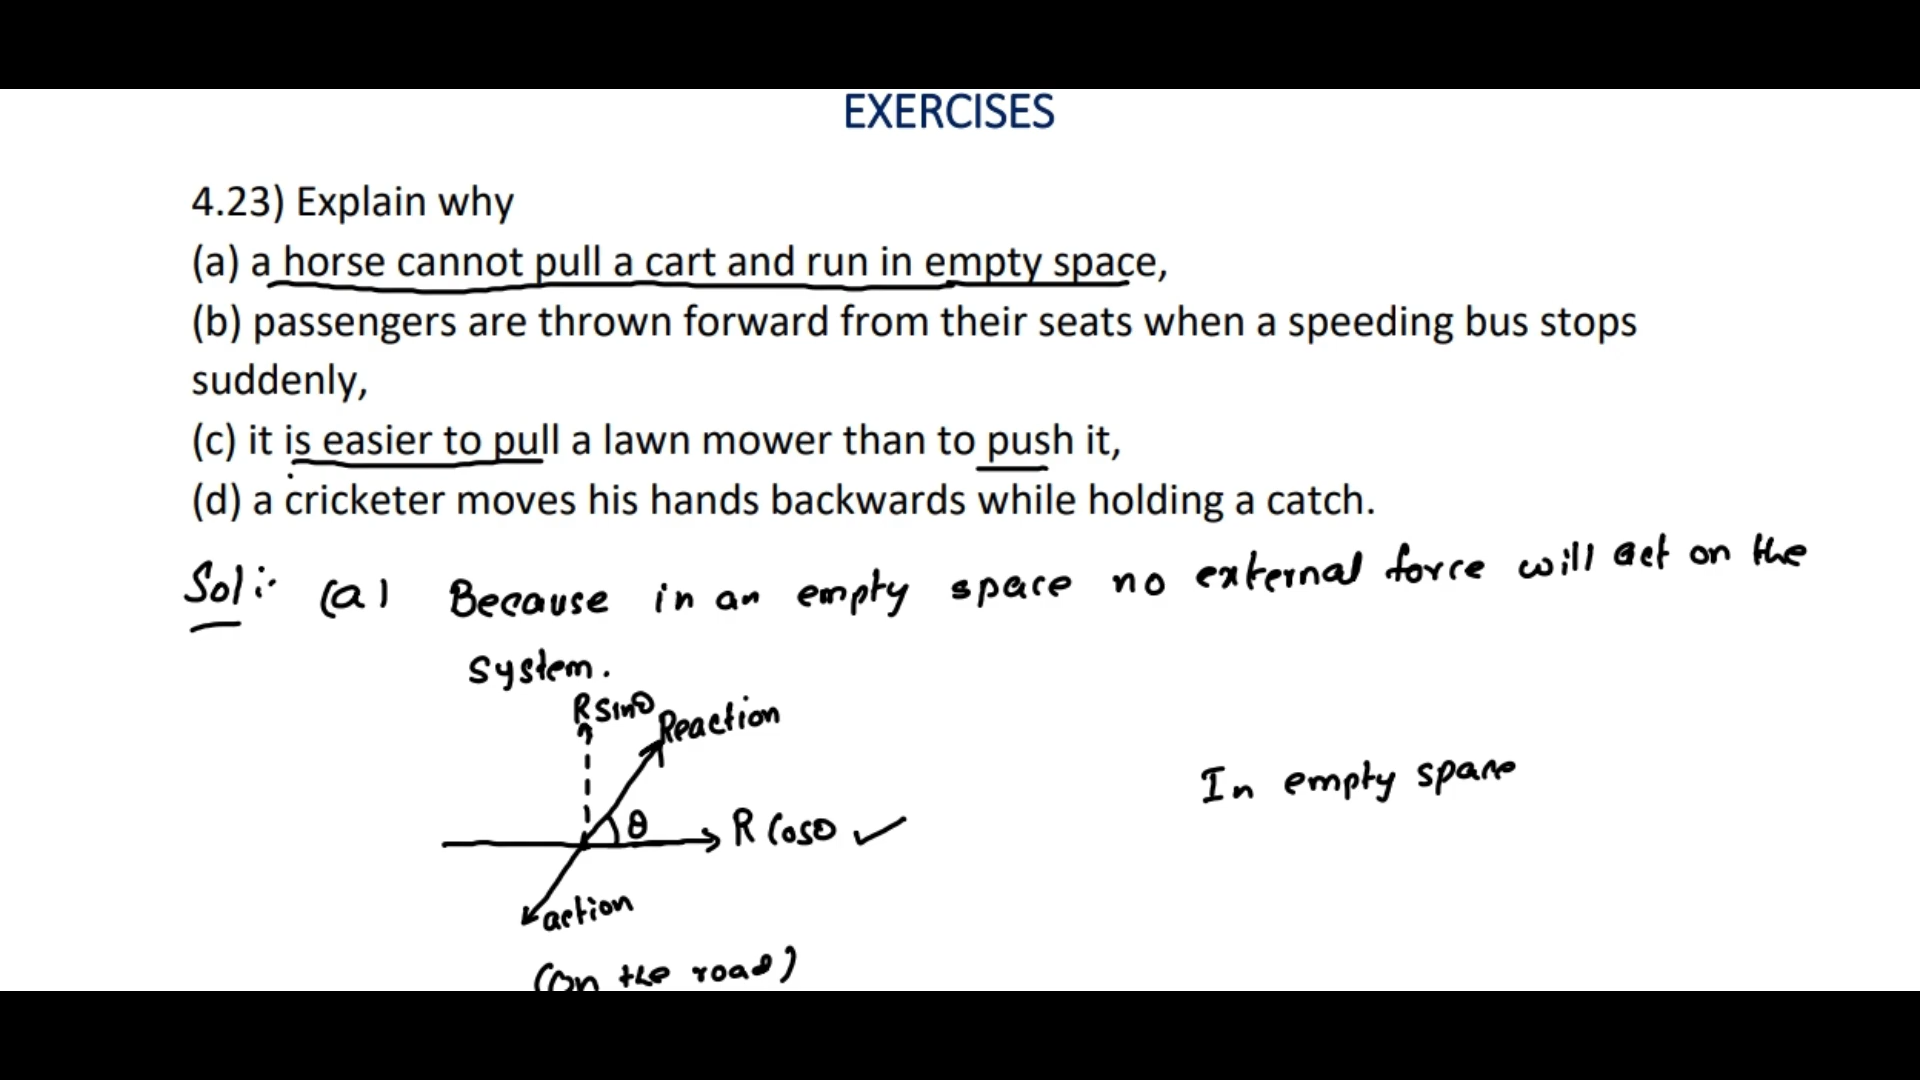 EXERCISES
4.23) Explain why
(a) a horse cannot pull a cart and run in empty space,
(b) passengers are thrown forward from their seats when a speeding bus stops
suddenly,
(c) it is easier to pull a lawn mower than to push it,
(d) a cricketer moves his hands backwards while holding a catch.
Sol:- (a) Because in an empty space no external force will act on the
system.
R sinθ
Reaction
In empty space
θ
R Cosθ ✓
action
(on the road)